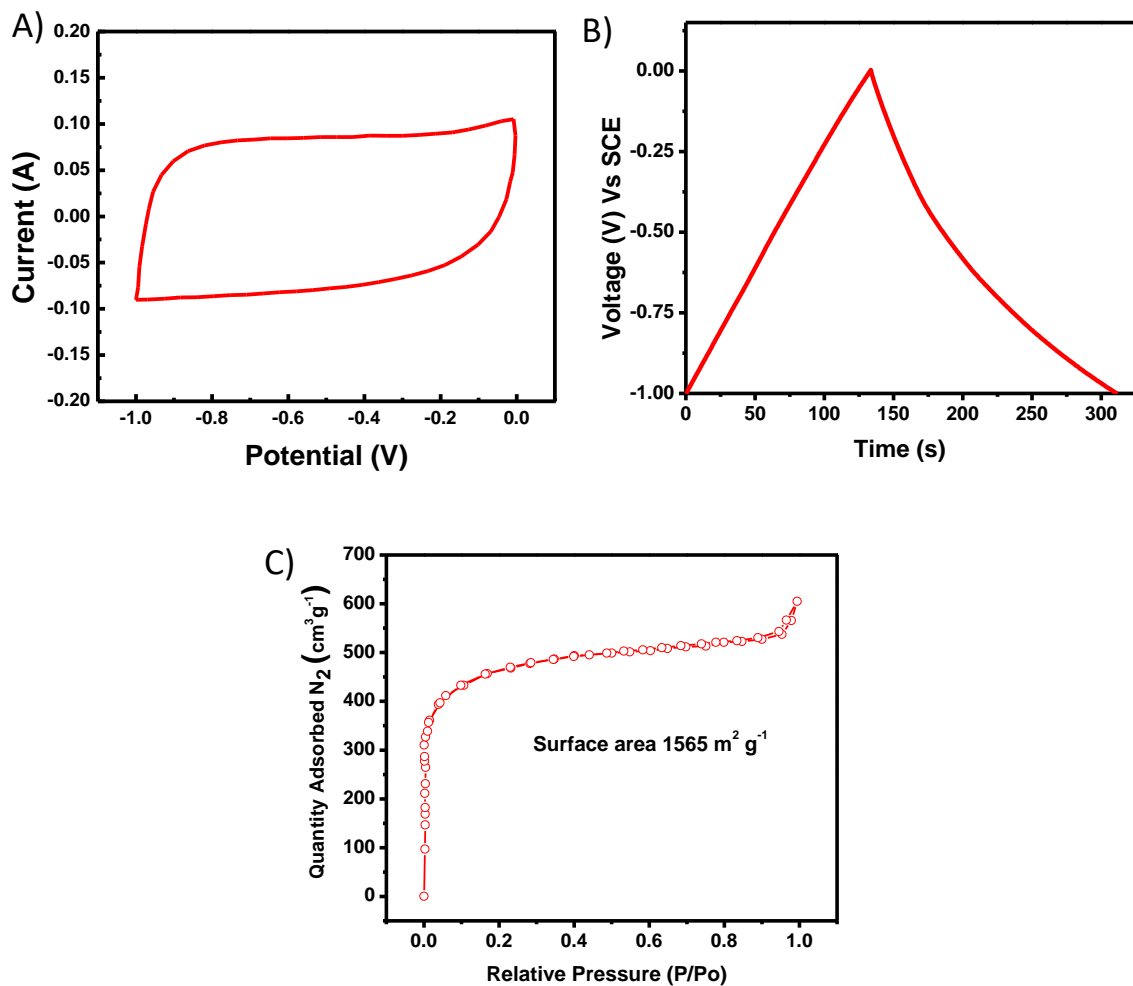 A)
0.20
0.15
0.10
0.05
0.00
-0.05
-0.10
-0.15
-0.20
Current (A)
-1.0 -0.8 -0.6 -0.4 -0.2 0.0
Potential (V)
B)
0.00
-0.25
-0.50
-0.75
-1.00
Voltage (V) Vs SCE
0 50 100 150 200 250 300
Time (s)
C)
700
600
500
400
300
200
100
0
Quantity Adsorbed N2 (cm³g⁻¹)
Surface area 1565 m² g⁻¹
0.0 0.2 0.4 0.6 0.8 1.0
Relative Pressure (P/Po)